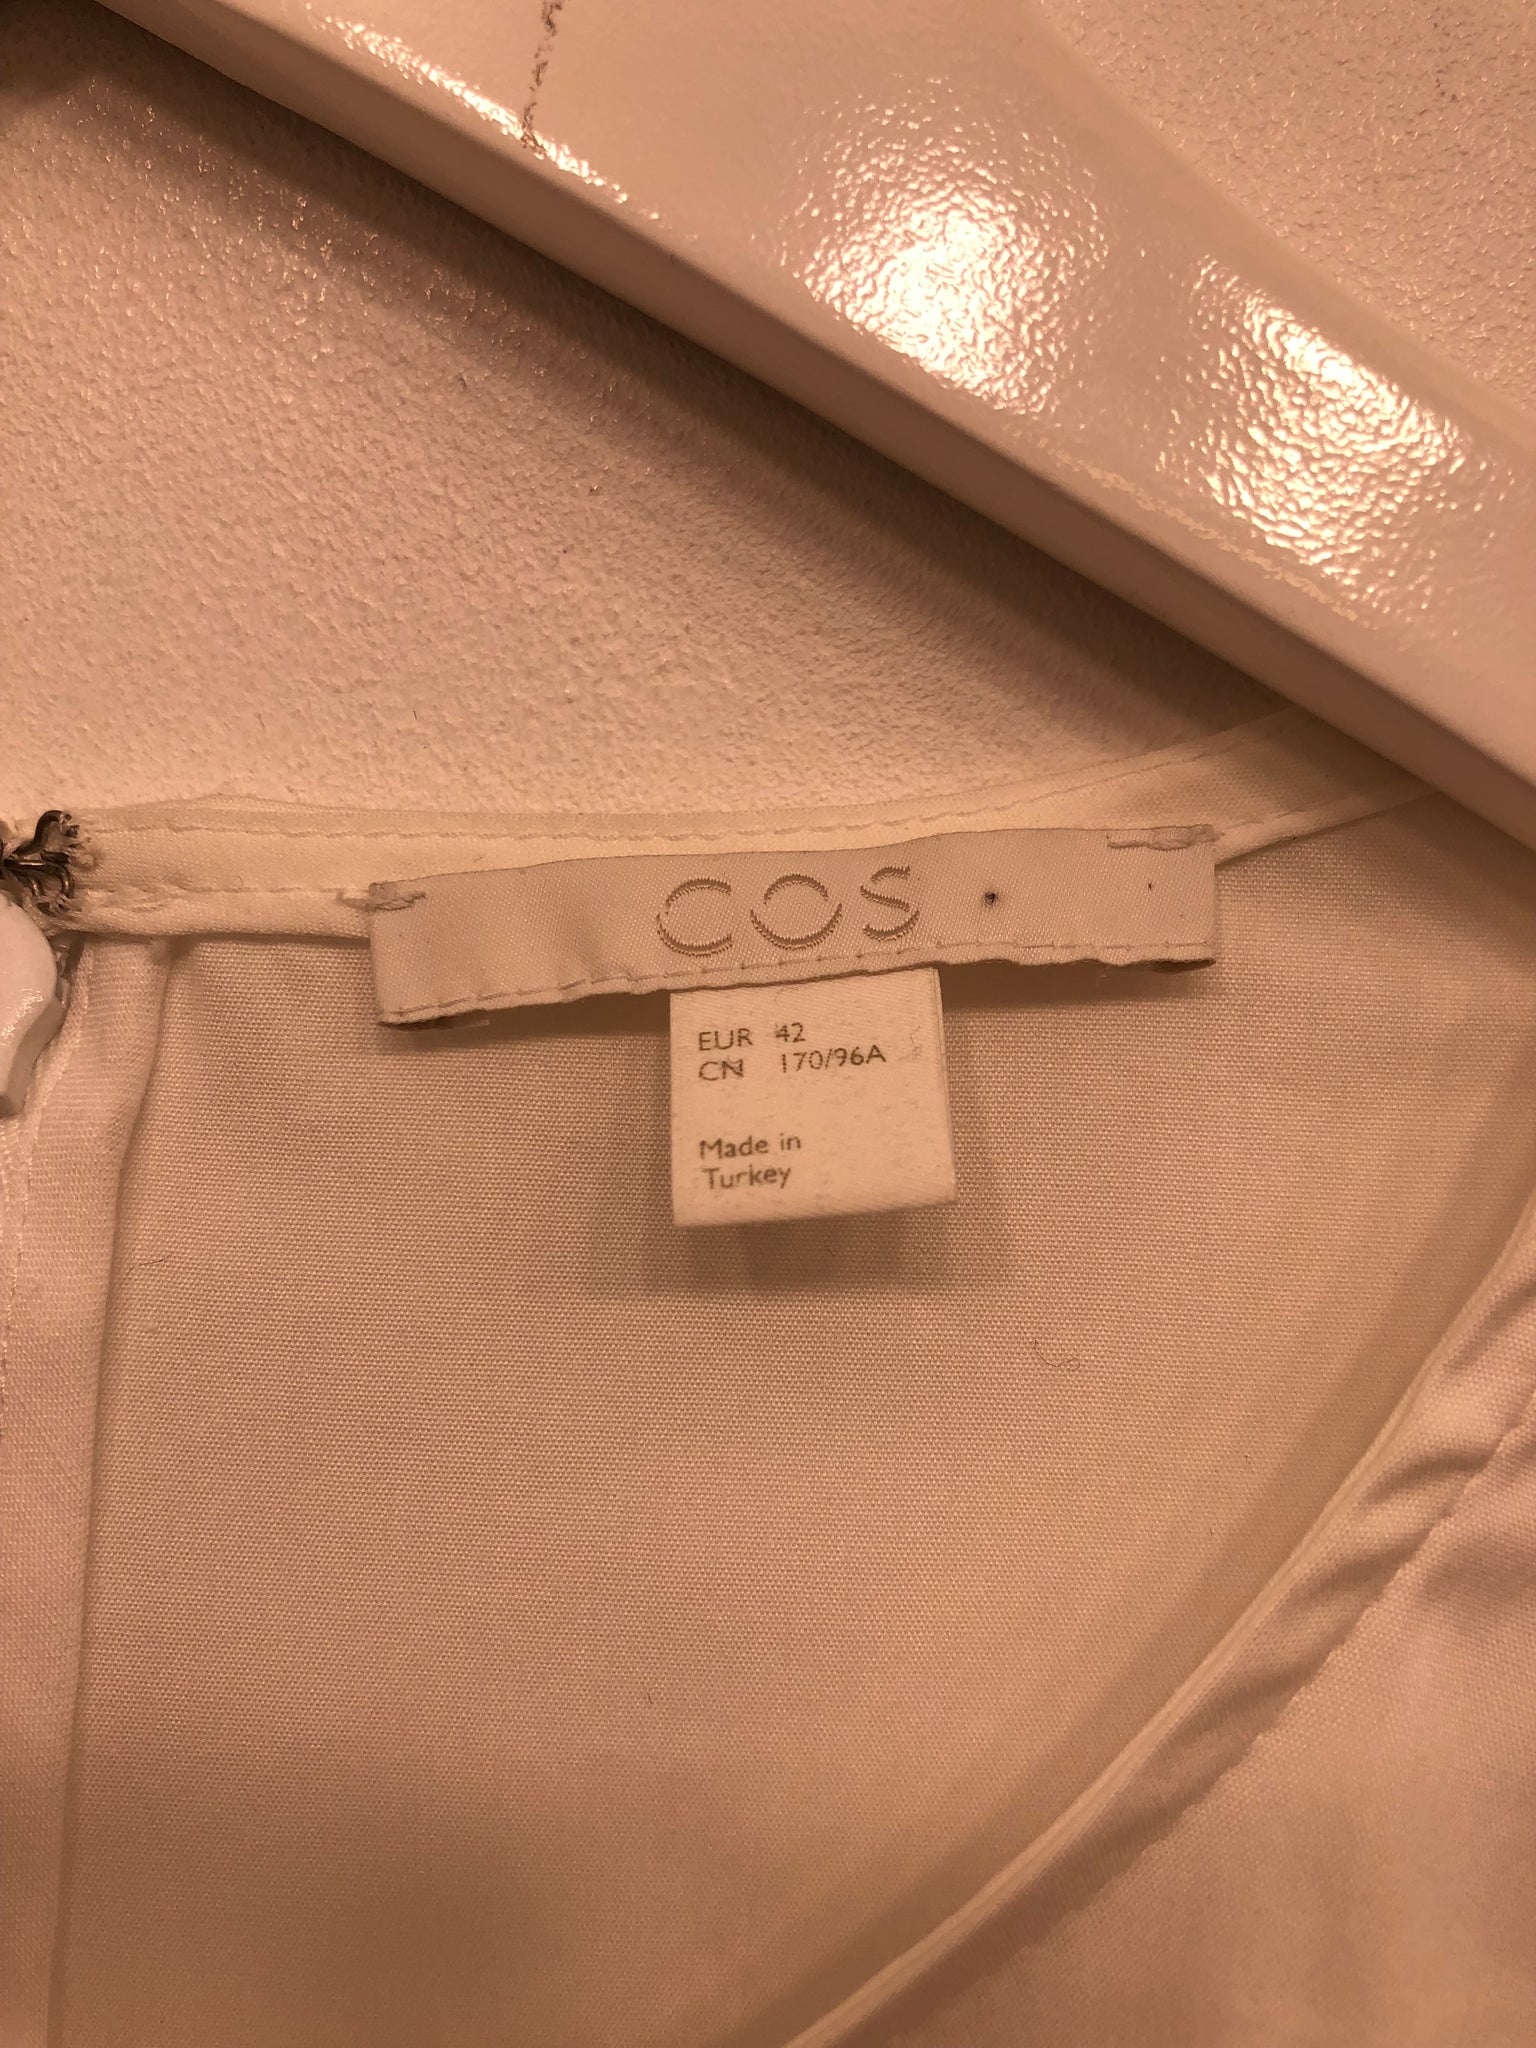 COS
EUR 42
CN 170/96A
Made in
Turkey